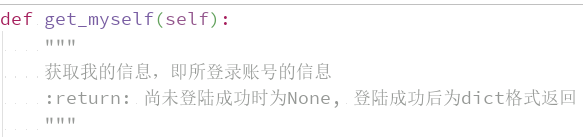 def get_myself(self):
"""
获取我的信息，即所登录账号的信息
:return: 尚未登陆成功时为None, 登陆成功后为dict格式返回
"""